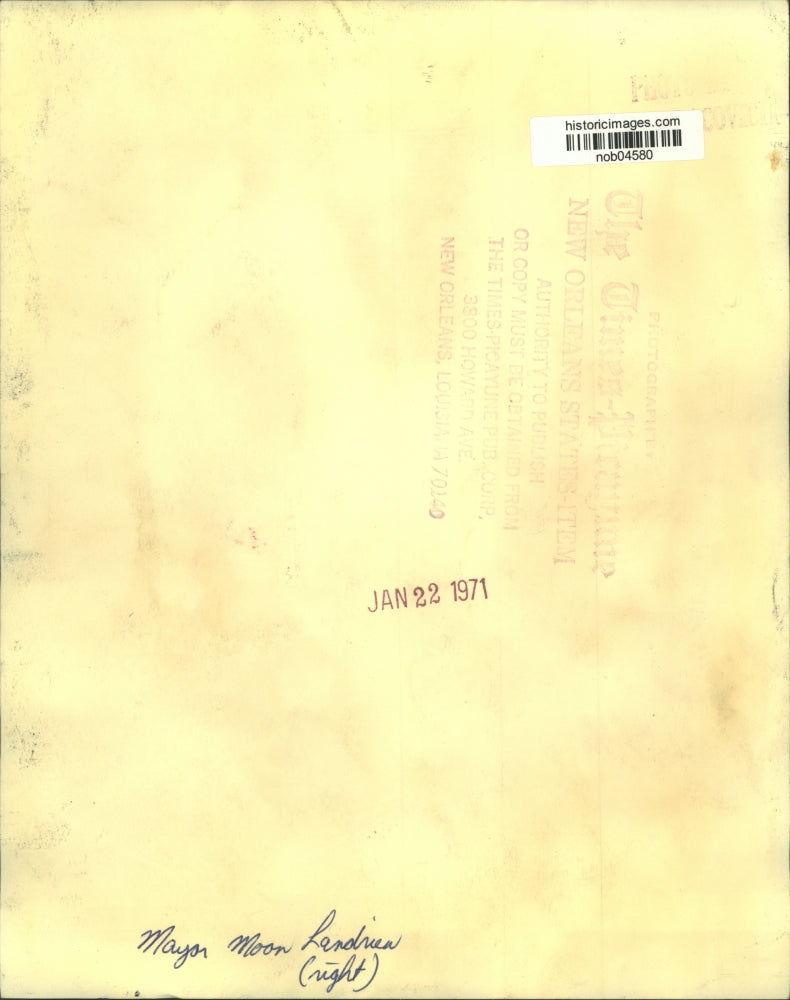 PHOTO
COVE
historicimages.com
nob04580
PHOTOGRAPH BY
The Times-Picayune
NEW ORLEANS STATES-ITEM
AUTHORITY TO PUBLISH
OR COPY MUST BE OBTAINED FROM
THE TIMES-PICAYUNE PUB. CORP.
3800 HOWARD AVE.
NEW ORLEANS, LOUISIANA 70140
JAN 22 1971
Mayor Moon Landrieu
(right)